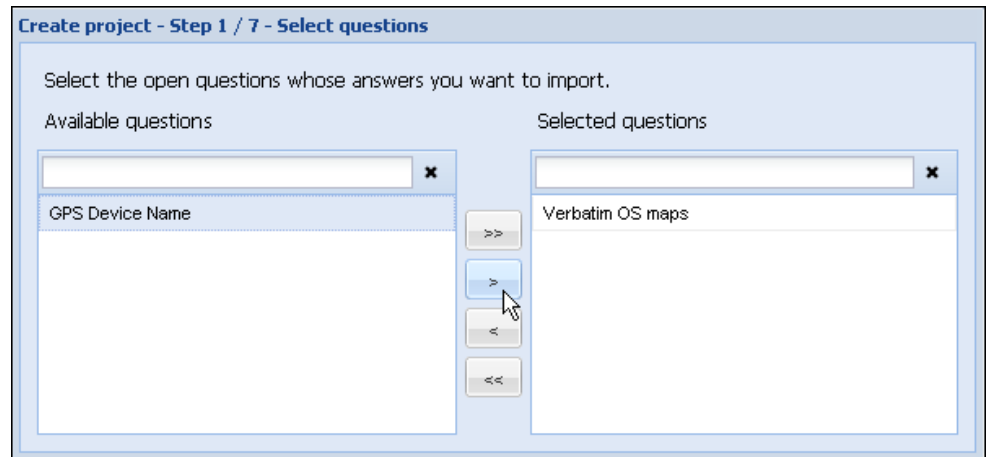 Create project - Step 1 / 7 - Select questions
Select the open questions whose answers you want to import.
Available questions
Selected questions
GPS Device Name
Verbatim OS maps
>>
>
<
<<